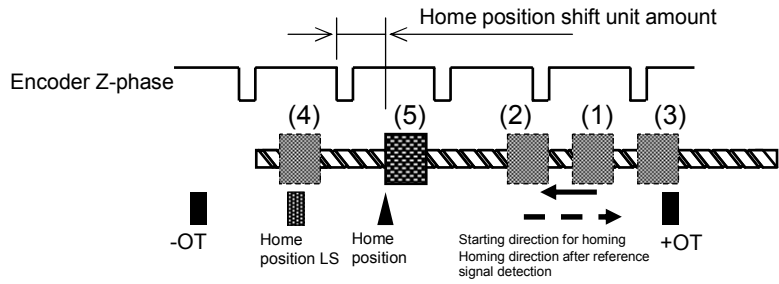 Home position shift unit amount
Encoder Z-phase
(4)
(5)
(2)
(1)
(3)
-OT
Home
position LS
Home
position
Starting direction for homing
Homing direction after reference
signal detection
+OT